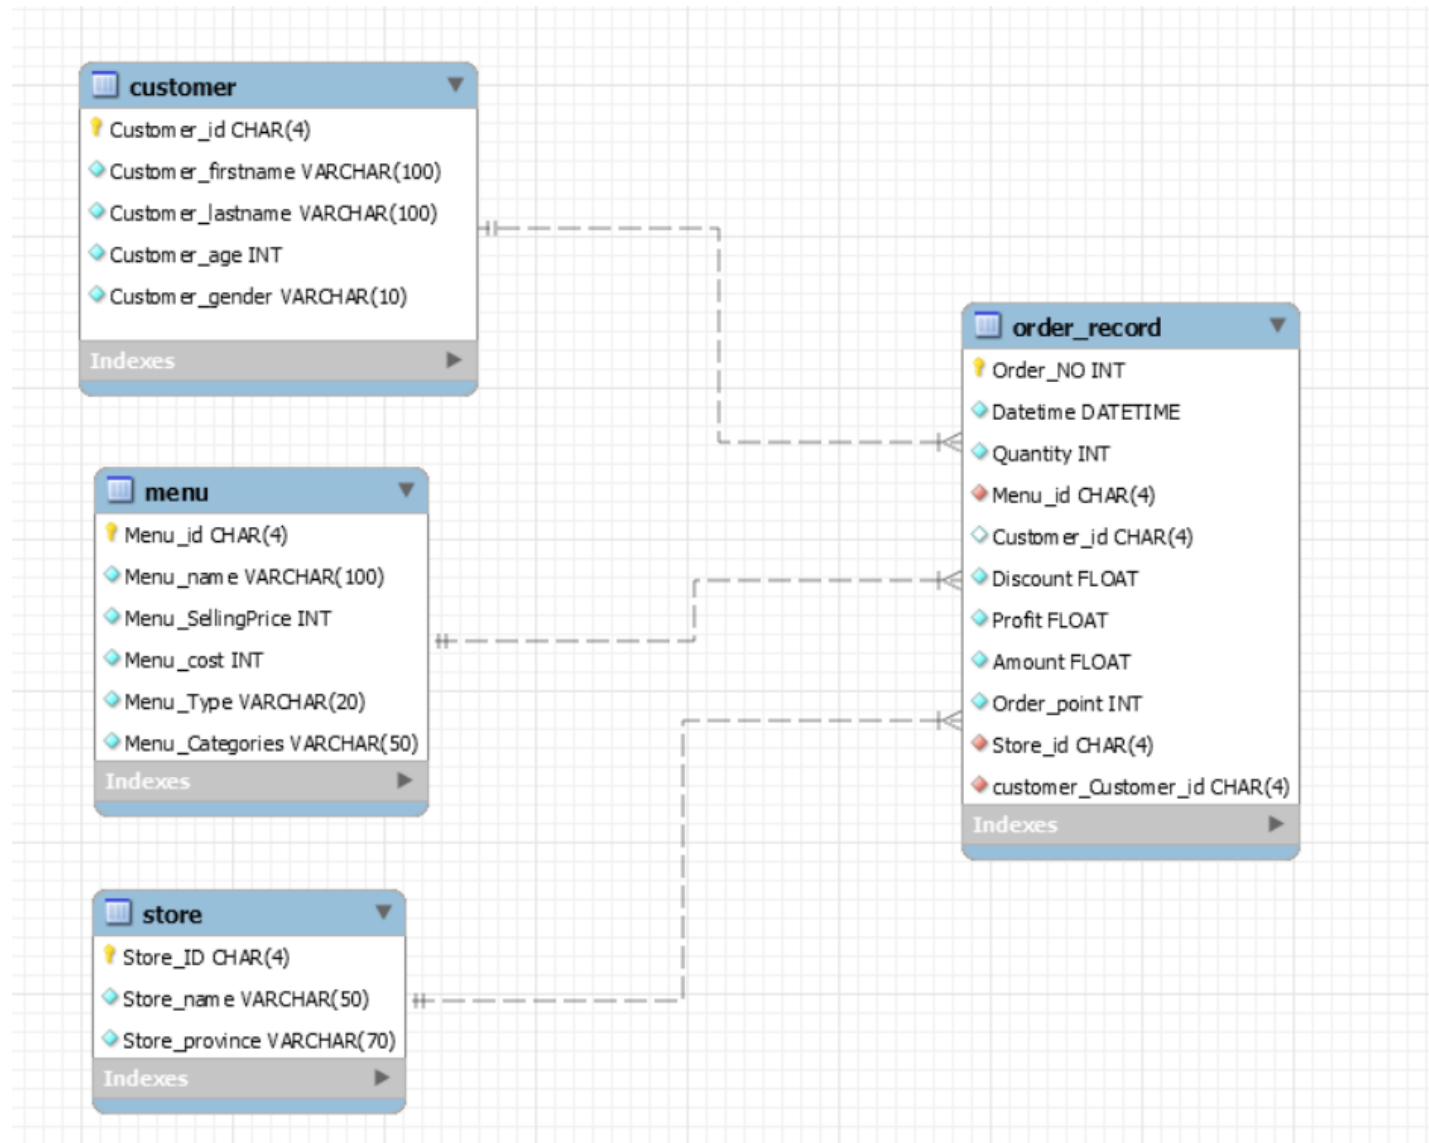 customer
Customer_id CHAR(4)
Customer_firstname VARCHAR(100)
Customer_lastname VARCHAR(100)
Customer_age INT
Customer_gender VARCHAR(10)
Indexes
menu
Menu_id CHAR(4)
Menu_name VARCHAR(100)
Menu_SellingPrice INT
Menu_cost INT
Menu_Type VARCHAR(20)
Menu_Categories VARCHAR(50)
Indexes
store
Store_ID CHAR(4)
Store_name VARCHAR(50)
Store_province VARCHAR(70)
Indexes
order_record
Order_NO INT
Datetime DATETIME
Quantity INT
Menu_id CHAR(4)
Customer_id CHAR(4)
Discount FLOAT
Profit FLOAT
Amount FLOAT
Order_point INT
Store_id CHAR(4)
customer_Customer_id CHAR(4)
Indexes